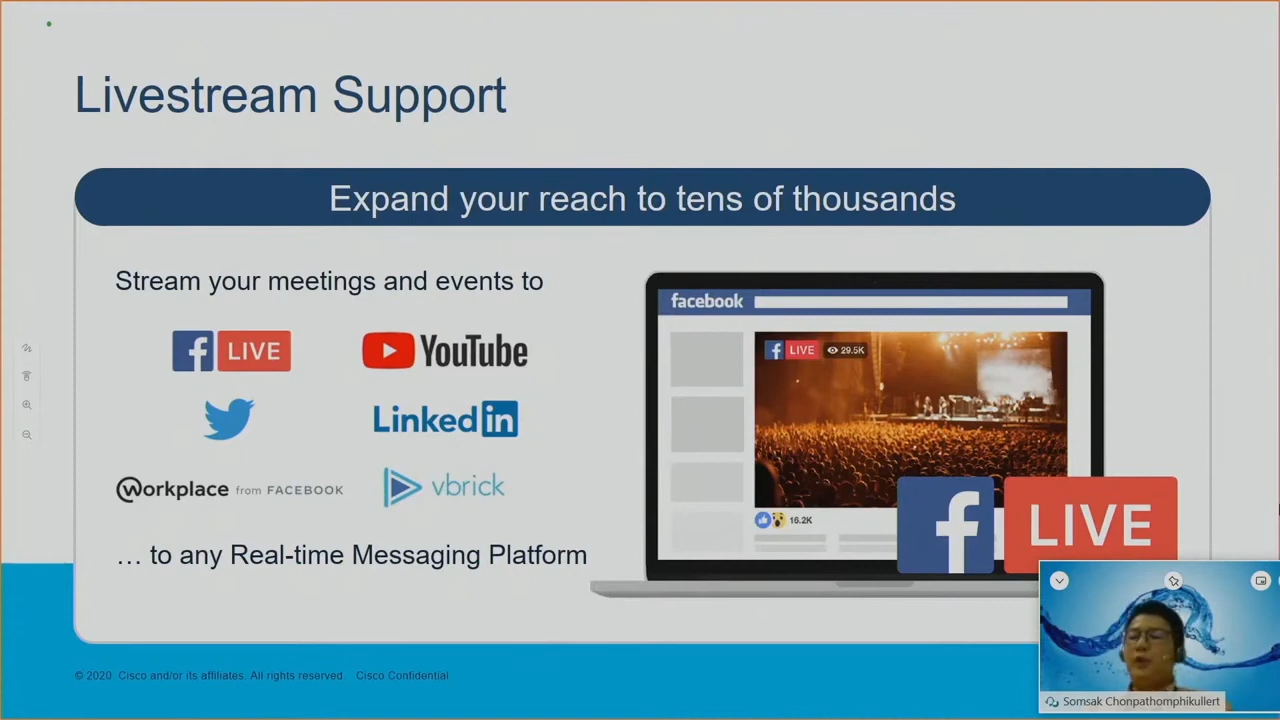 Livestream Support
Expand your reach to tens of thousands
Stream your meetings and events to
f LIVE
YouTube
Linked in
Workplace from FACEBOOK
vbrick
… to any Real-time Messaging Platform
facebook
f LIVE 29.5K
16.2K
f LIVE
© 2020 Cisco and/or its affiliates. All rights reserved. Cisco Confidential
Somsak Chonpathomphikullert